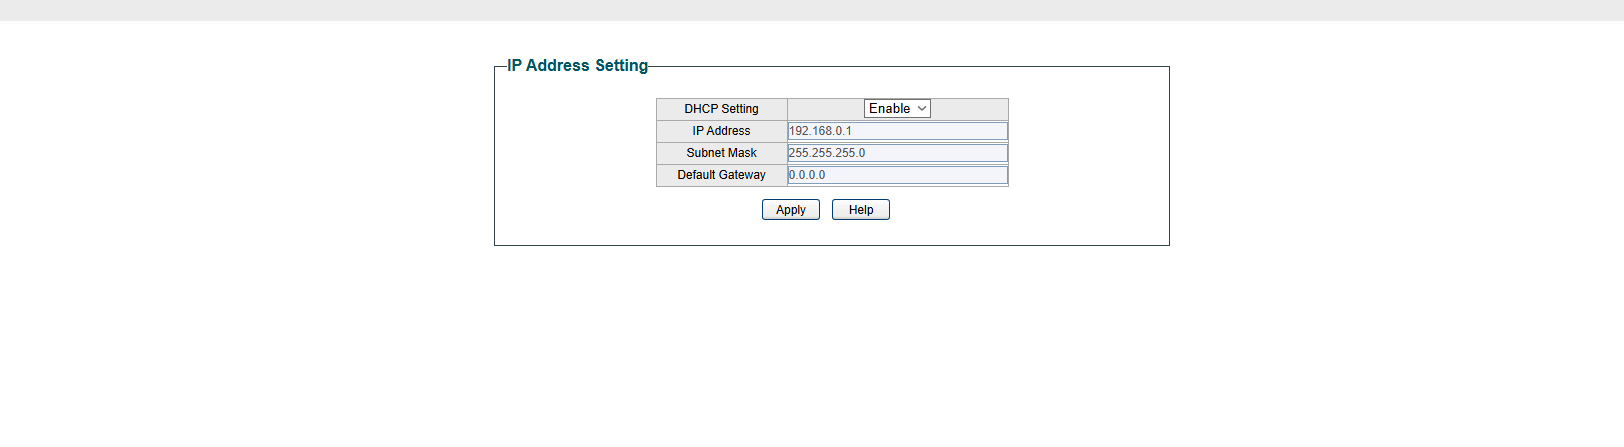 IP Address Setting
DHCP Setting Enable
IP Address 192.168.0.1
Subnet Mask 255.255.255.0
Default Gateway 0.0.0.0
Apply Help